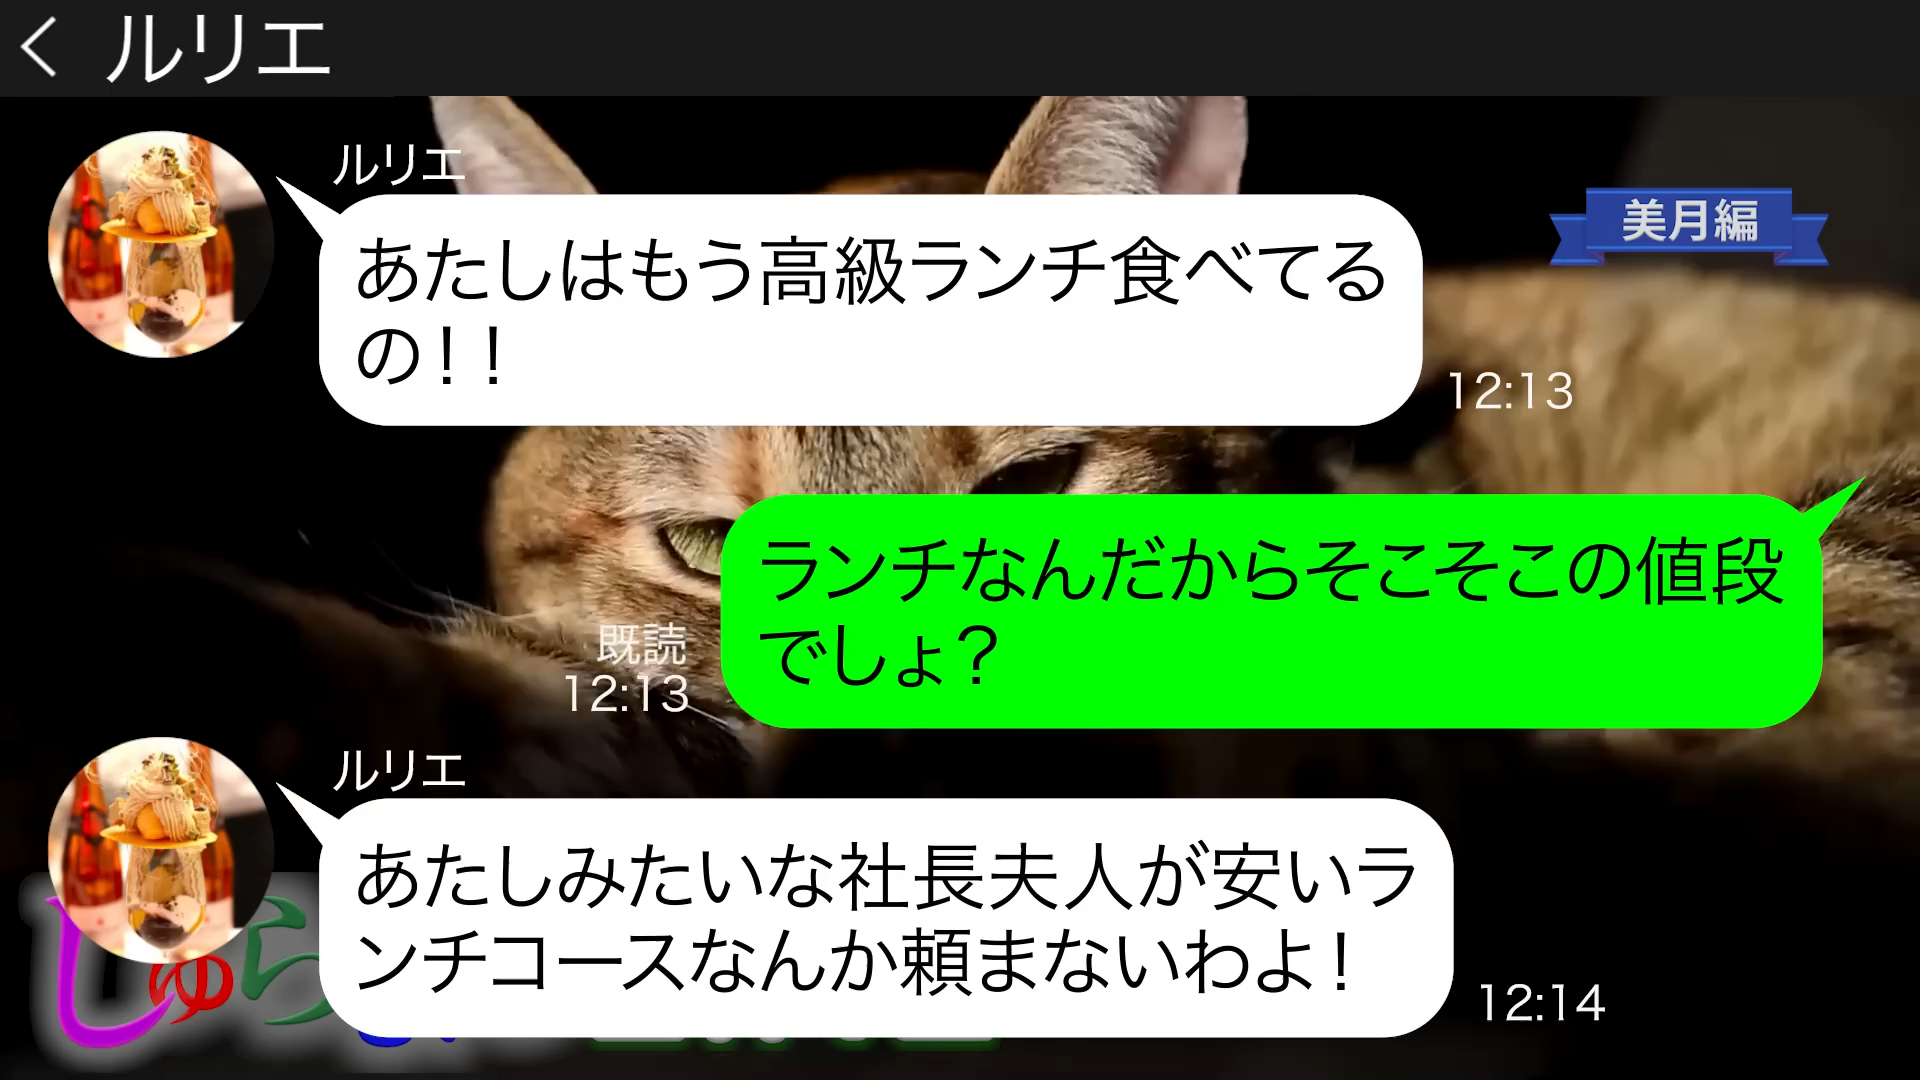 ルリエ
ルリエ
美月編
あたしはもう高級ランチ食べてる
の！！
12:13
ランチなんだからそこそこの値段
でしょ？
既読
12:13
ルリエ
あたしみたいな社長夫人が安いラ
ンチコースなんか頼まないわよ！
12:14
しゅら